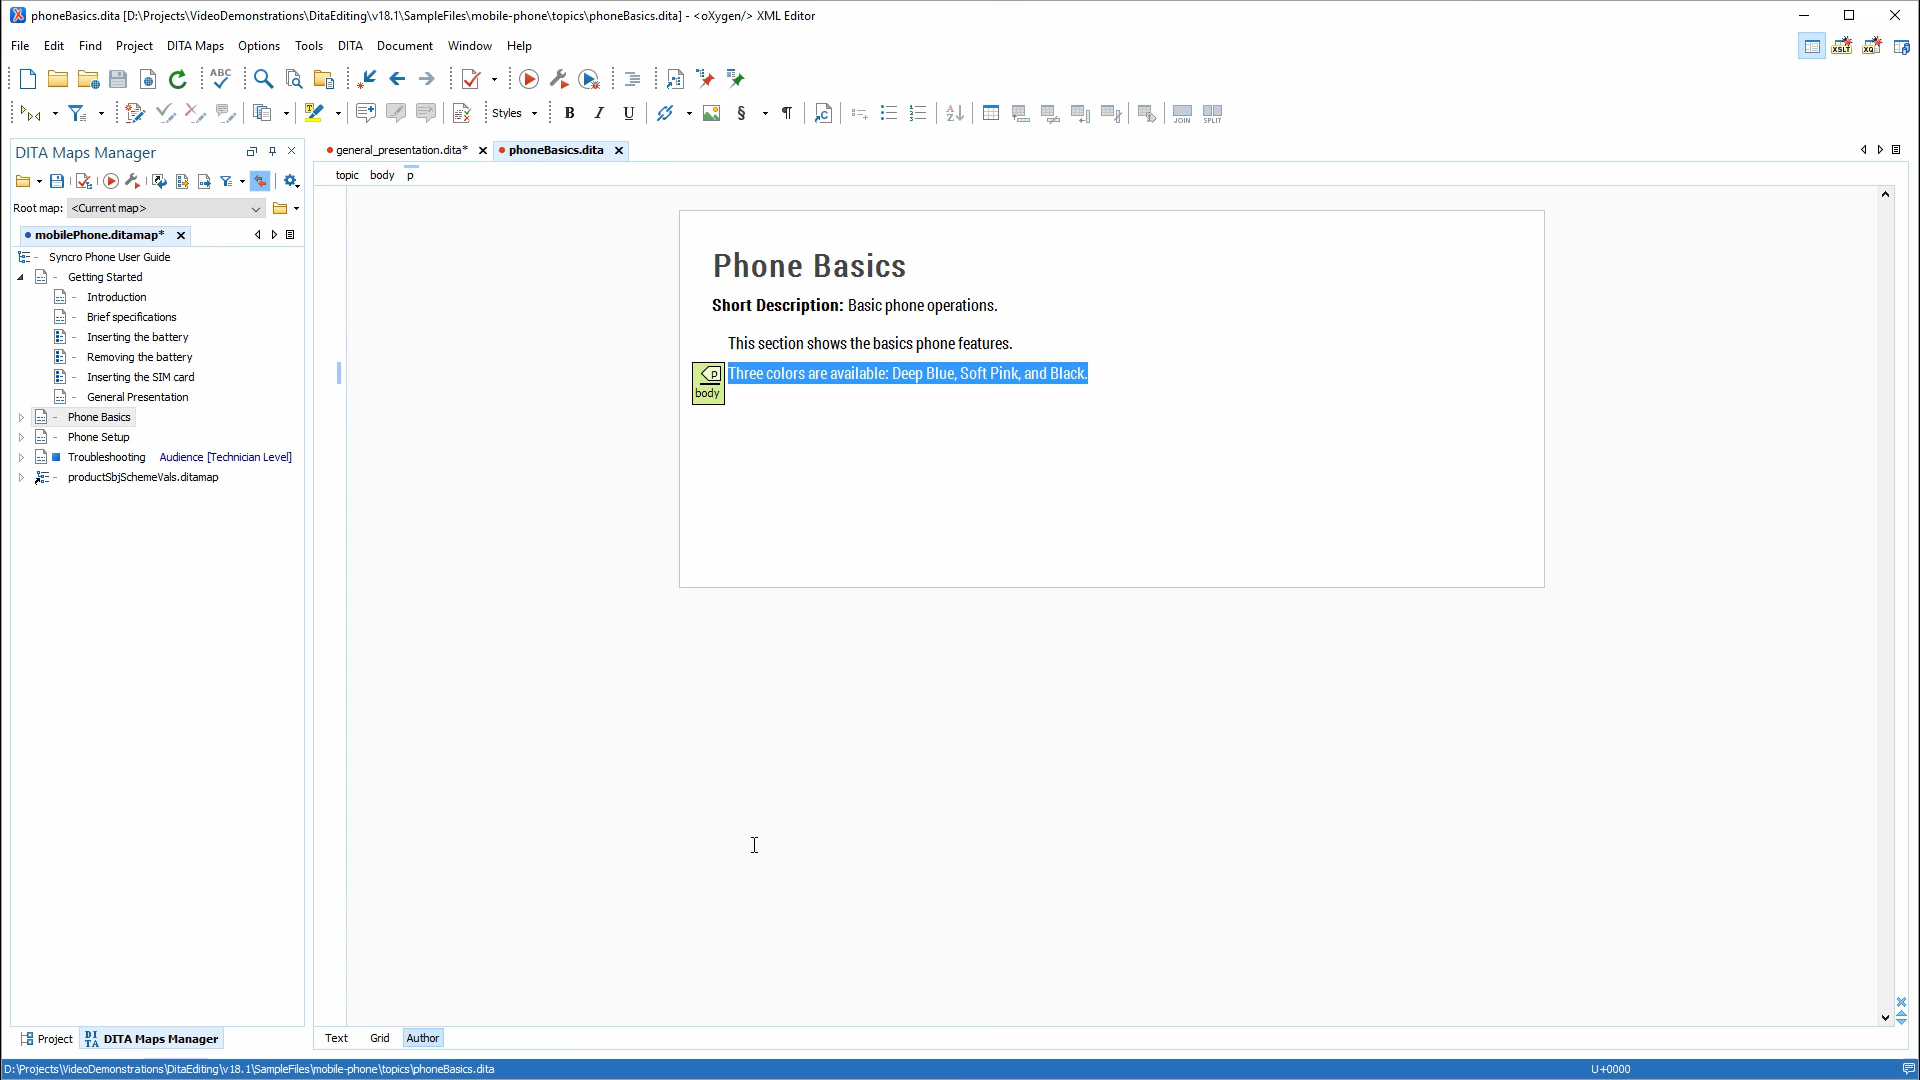 phoneBasics.dita [D:\Projects\VideoDemonstrations\DitaEditing\v18.1\SampleFiles\mobile-phone\topics\phoneBasics.dita] - <oXygen/> XML Editor
File Edit Find Project DITA Maps Options Tools DITA Document Window Help
XSLT XQ
ABC
Styles B I U § ¶ JOIN SPLIT
DITA Maps Manager
general_presentation.dita* phoneBasics.dita
topic body p
Root map: <Current map>
mobilePhone.ditamap*
Syncro Phone User Guide
Getting Started
Introduction
Brief specifications
Inserting the battery
Removing the battery
Inserting the SIM card
General Presentation
Phone Basics
Phone Setup
Troubleshooting Audience [Technician Level]
productSbjSchemeVals.ditamap
Phone Basics
Short Description: Basic phone operations.
This section shows the basics phone features.
p Three colors are available: Deep Blue, Soft Pink, and Black.
body
Project DITA DITA Maps Manager
Text Grid Author
D:\Projects\VideoDemonstrations\DitaEditing\v18.1\SampleFiles\mobile-phone\topics\phoneBasics.dita U+0000